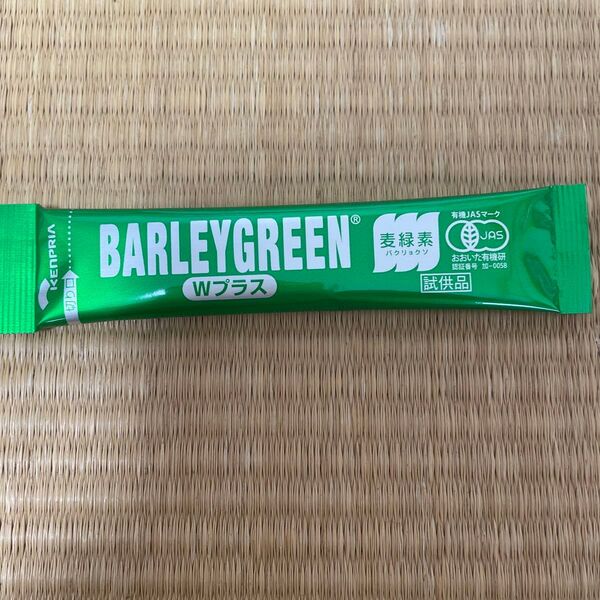 KENPRIA
切り口
BARLEYGREEN®
Wプラス
麦緑素
バクリョクソ
有機JASマーク
JAS
おおいた有機研
認証番号 加-0058
試供品